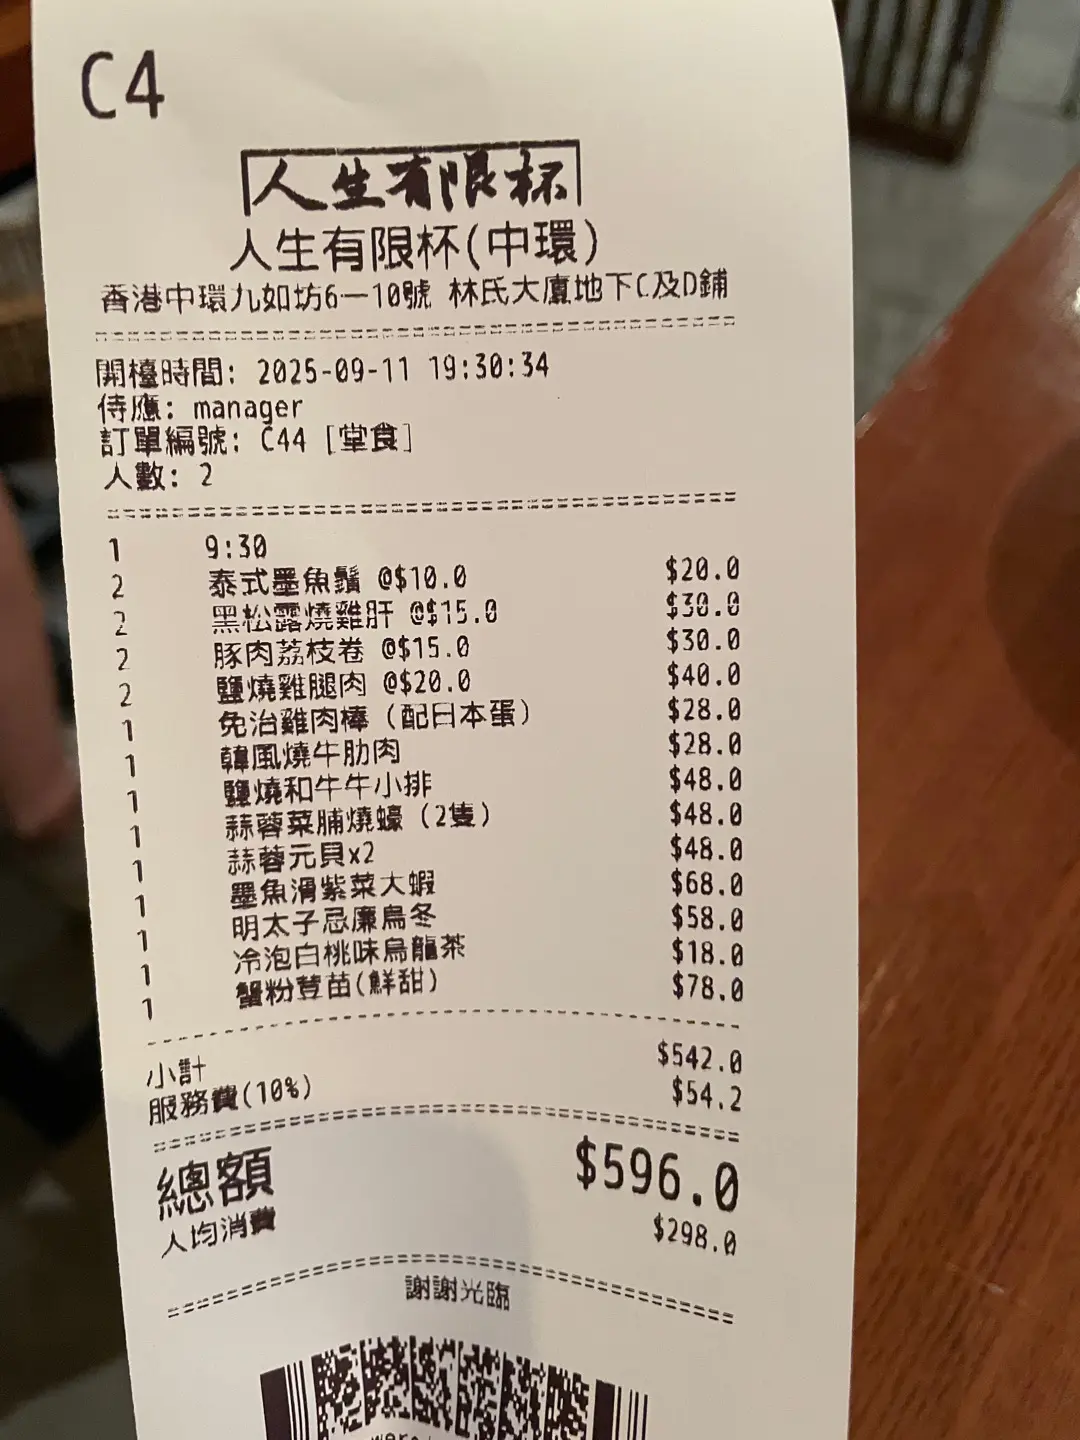 C4
人生有限杯
人生有限杯(中環)
香港中環九如坊6—10號 林氏大廈地下C及D鋪
開檯時間: 2025-09-11 19:30:34
侍應: manager
訂單編號: C44 [堂食]
人數: 2
1 9:30
2 泰式墨魚鬚 @$10.0 $20.0
2 黑松露燒雞肝 @$15.0 $30.0
2 豚肉荔枝卷 @$15.0 $30.0
2 鹽燒雞腿肉 @$20.0 $40.0
1 免治雞肉棒 (配日本蛋) $28.0
1 韓風燒牛肋肉 $28.0
1 鹽燒和牛牛小排 $48.0
1 蒜蓉菜脯燒蠔 (2隻) $48.0
1 蒜蓉元貝x2 $48.0
1 墨魚滑紫菜大蝦 $68.0
1 明太子忌廉烏冬 $58.0
1 冷泡白桃味烏龍茶 $18.0
1 蟹粉荳苗(鮮甜) $78.0
小計 $542.0
服務費(10%) $54.2
總額 $596.0
人均消費 $298.0
謝謝光臨